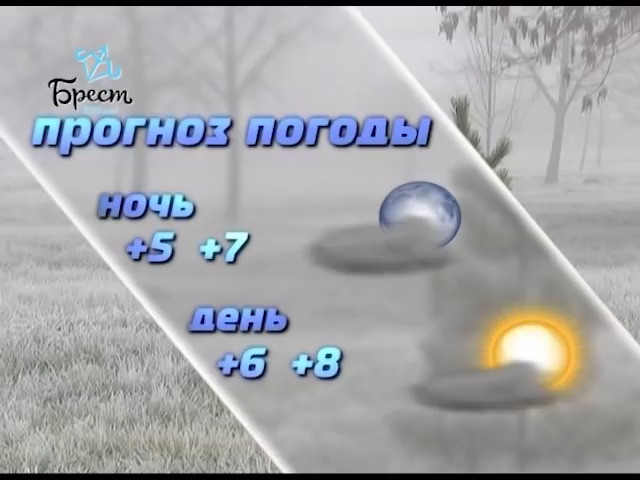 Брест
прогноз погоды
ночь
+5 +7
день
+6 +8